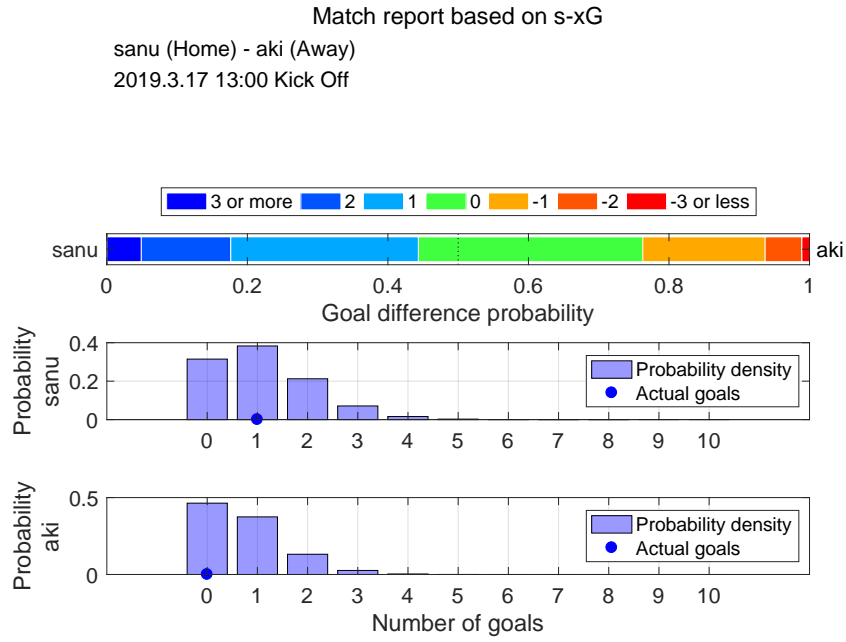 Match report based on s-xG
sanu (Home) - aki (Away)
2019.3.17 13:00 Kick Off
3 or more 2 1 0 -1 -2 -3 or less
sanu aki
0 0.2 0.4 0.6 0.8 1
Goal difference probability
Probability
sanu
0.4
0.2
0
Probability density
Actual goals
0 1 2 3 4 5 6 7 8 9 10
Probability
aki
0.5
0
Probability density
Actual goals
0 1 2 3 4 5 6 7 8 9 10
Number of goals